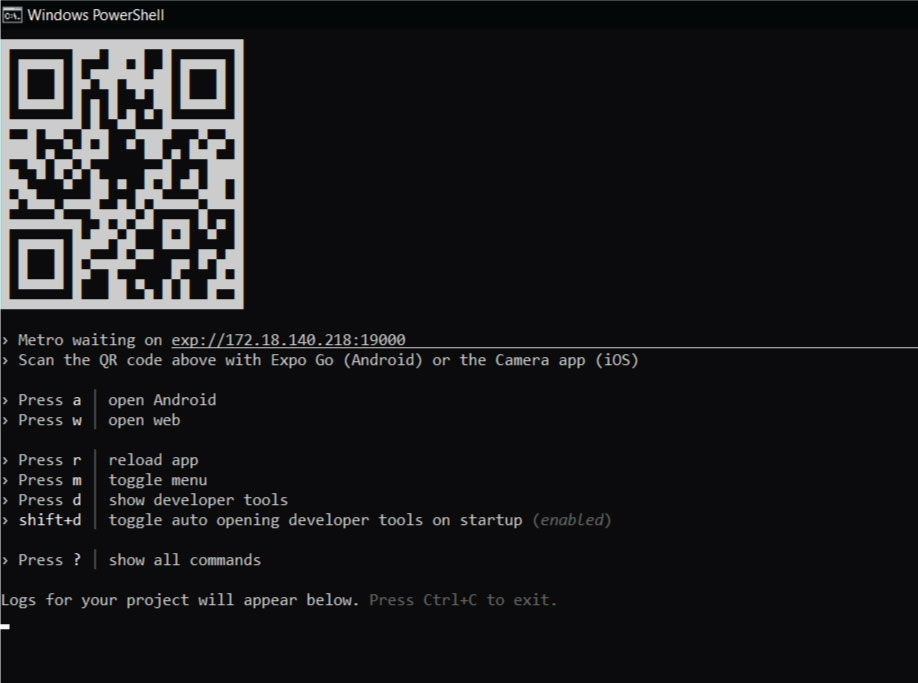 Windows PowerShell
› Metro waiting on exp://172.18.140.218:19000
› Scan the QR code above with Expo Go (Android) or the Camera app (iOS)
› Press a │ open Android
› Press w │ open web
› Press r │ reload app
› Press m │ toggle menu
› Press d │ show developer tools
› shift+d │ toggle auto opening developer tools on startup (enabled)
› Press ? │ show all commands
Logs for your project will appear below. Press Ctrl+C to exit.